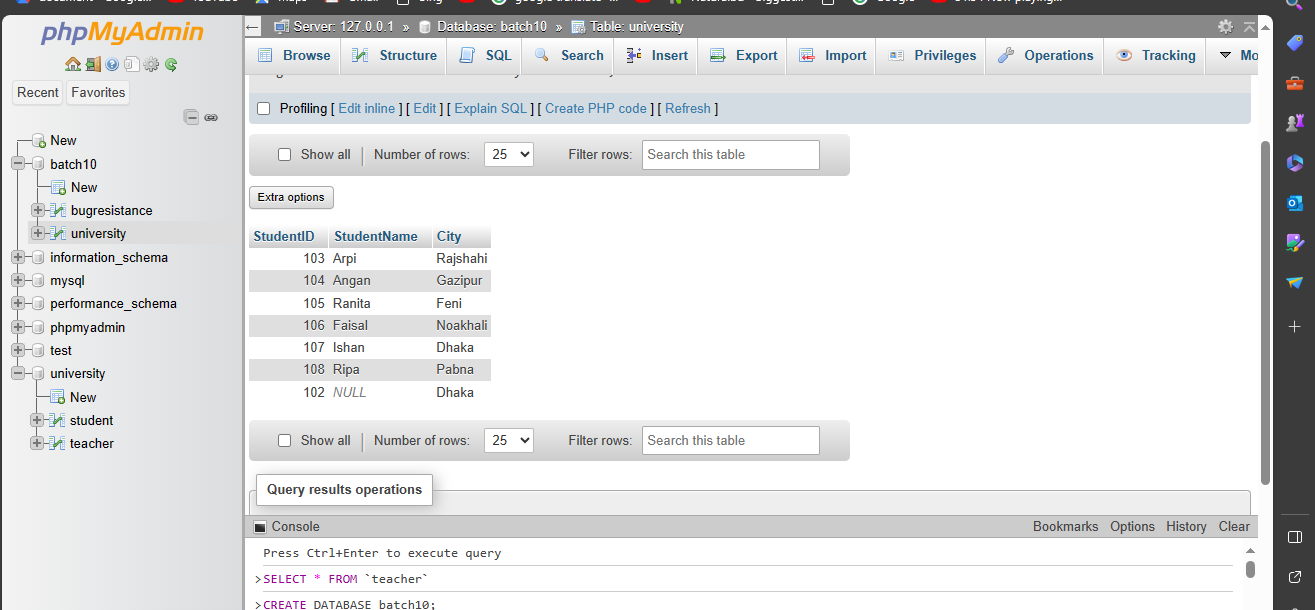 phpMyAdmin
Recent Favorites
New
batch10
New
bugresistance
university
information_schema
mysql
performance_schema
phpmyadmin
test
university
New
student
teacher
Server: 127.0.0.1 » Database: batch10 » Table: university
Browse Structure SQL Search Insert Export Import Privileges Operations Tracking Mo
Profiling [ Edit inline ] [ Edit ] [ Explain SQL ] [ Create PHP code ] [ Refresh ]
Show all | Number of rows: 25 Filter rows: Search this table
Extra options
StudentID StudentName City
103 Arpi Rajshahi
104 Angan Gazipur
105 Ranita Feni
106 Faisal Noakhali
107 Ishan Dhaka
108 Ripa Pabna
102 NULL Dhaka
Show all | Number of rows: 25 Filter rows: Search this table
Query results operations
Console Bookmarks Options History Clear
Press Ctrl+Enter to execute query
>SELECT * FROM `teacher`
>CREATE DATABASE batch10;